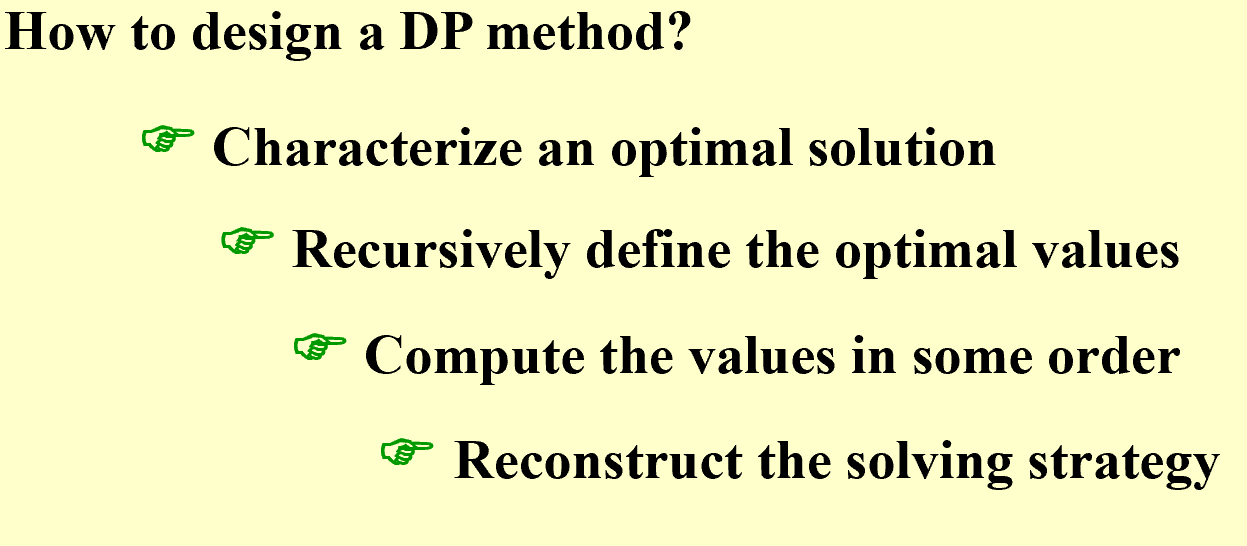 How to design a DP method?
☞ Characterize an optimal solution
☞ Recursively define the optimal values
☞ Compute the values in some order
☞ Reconstruct the solving strategy